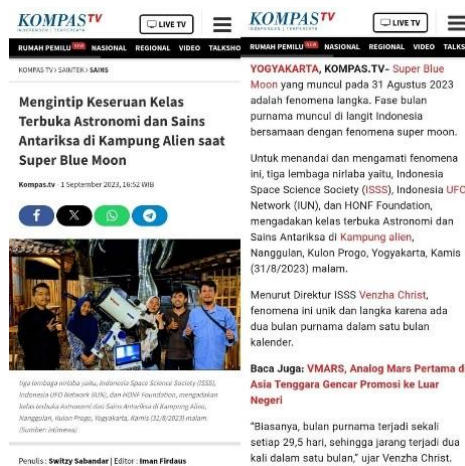 KOMPASTV
INDEPENDEN | TERPERCAYA
LIVE TV
RUMAH PEMILU NEW NASIONAL REGIONAL VIDEO TALKSHO
KOMPAS TV > SAINTEK > SAINS
Mengintip Keseruan Kelas
Terbuka Astronomi dan Sains
Antariksa di Kampung Alien saat
Super Blue Moon
Kompas.tv - 1 September 2023, 16:52 WIB
tiga lembaga nirlaba yaitu, Indonesia Space Science Society (ISSS),
Indonesia UFO Network (IUN), dan HONF Foundation, mengadakan
kelas terbuka Astronomi dan Sains Antariksa di Kampung Alien,
Nanggulan, Kulon Progo, Yogyakarta, Kamis (31/8/2023) malam.
(Sumber: istimewa)
Penulis : Switzy Sabandar | Editor : Iman Firdaus
KOMPASTV
INDEPENDEN | TERPERCAYA
LIVE TV
RUMAH PEMILU NEW NASIONAL REGIONAL VIDEO TALKS
YOGYAKARTA, KOMPAS.TV- Super Blue
Moon yang muncul pada 31 Agustus 2023
adalah fenomena langka. Fase bulan
purnama muncul di langit Indonesia
bersamaan dengan fenomena super moon.
Untuk menandai dan mengamati fenomena
ini, tiga lembaga nirlaba yaitu, Indonesia
Space Science Society (ISSS), Indonesia UFO
Network (IUN), dan HONF Foundation,
mengadakan kelas terbuka Astronomi dan
Sains Antariksa di Kampung alien,
Nanggulan, Kulon Progo, Yogyakarta, Kamis
(31/8/2023) malam.
Menurut Direktur ISSS Venzha Christ,
fenomena ini unik dan langka karena ada
dua bulan purnama dalam satu bulan
kalender.
Baca Juga: VMARS, Analog Mars Pertama d
Asia Tenggara Gencar Promosi ke Luar
Negeri
"Biasanya, bulan purnama terjadi sekali
setiap 29,5 hari, sehingga jarang terjadi dua
kali dalam satu bulan," ujar Venzha Christ.